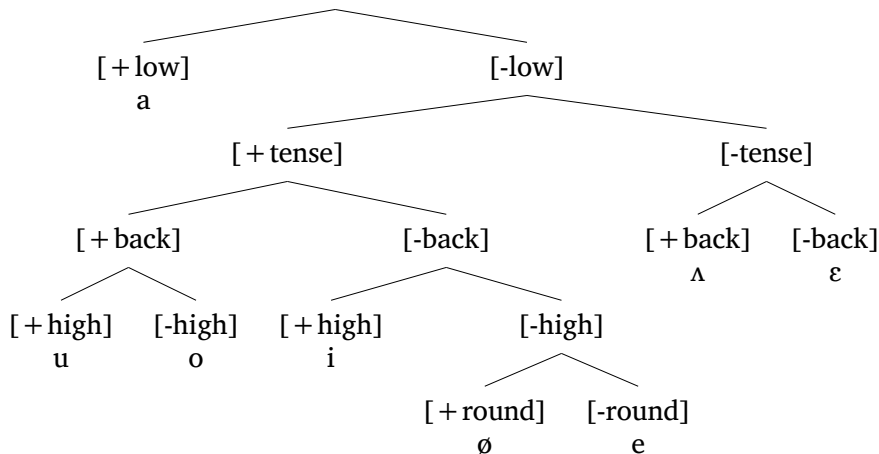 [+low] [-low]
a
[+tense] [-tense]
[+back] [-back] [+back] [-back]
ʌ ɛ
[+high] [-high] [+high] [-high]
u o i
[+round] [-round]
ø e